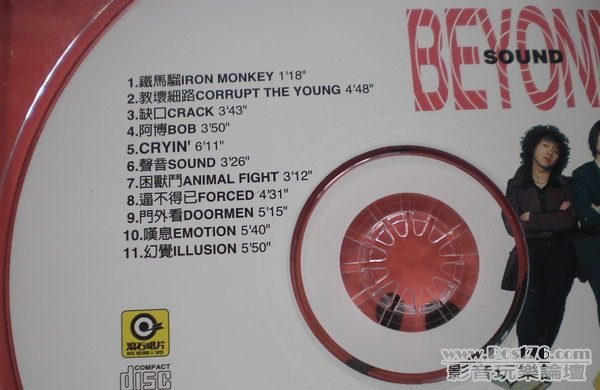 BEYOND
SOUND
1.鐵馬騮IRON MONKEY 1'18"
2.教壞細路CORRUPT THE YOUNG 4'48"
3.缺口CRACK 3'43"
4.阿博BOB 3'50"
5.CRYIN' 6'11"
6.聲音SOUND 3'26"
7.困獸鬥ANIMAL FIGHT 3'12"
8.逼不得已FORCED 4'31"
9.門外看DOORMEN 5'15"
10.嘆息EMOTION 5'40"
11.幻覺ILLUSION 5'50"
滾石唱片
ROCK RECORDS & TAPES
COMPACT
disc
www.Post76.com
影音玩樂論壇